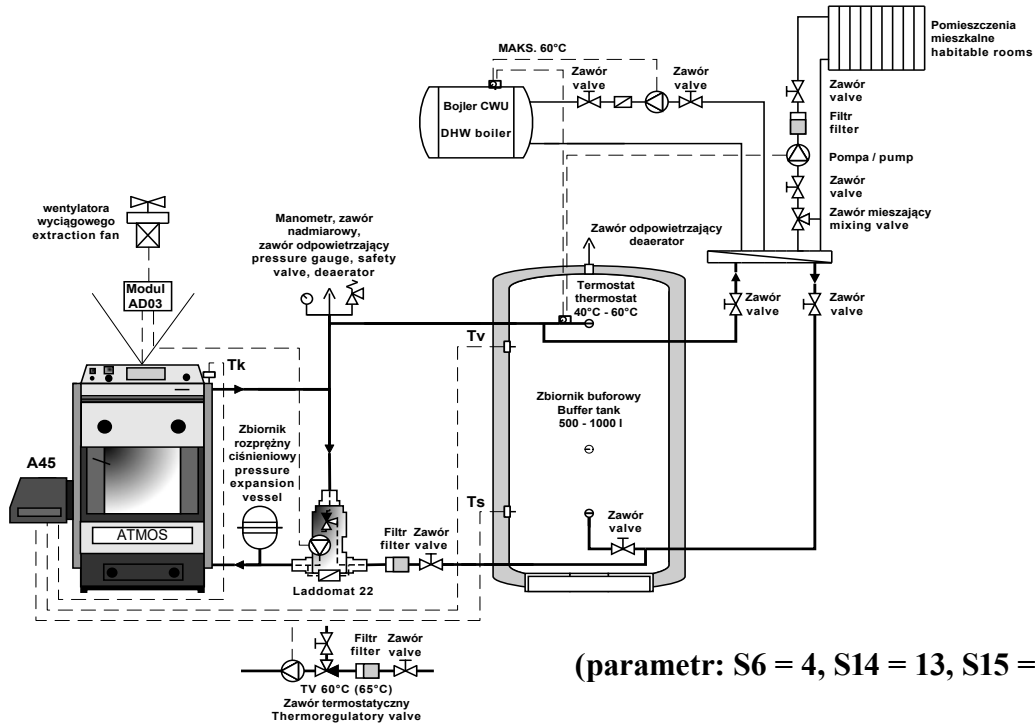 Pomieszczenia
mieszkalne
habitable rooms
MAKS. 60°C
Zawór
valve
Zawór
valve
Zawór
valve
Bojler CWU
DHW boiler
Filtr
filter
Pompa / pump
Zawór
valve
Zawór mieszający
mixing valve
wentylatora
wyciągowego
extraction fan
Manometr, zawór
nadmiarowy,
zawór odpowietrzający
pressure gauge, safety
valve, deaerator
Zawór odpowietrzający
deaerator
Moduł
AD03
Termostat
thermostat
40°C - 60°C
Zawór
valve
Zawór
valve
Tv
Tk
Zbiornik buforowy
Buffer tank
500 - 1000 l
Zbiornik
rozprężny
ciśnieniowy
pressure
expansion
vessel
A45
Ts
Zawór
valve
ATMOS
Filtr
filter
Zawór
valve
Laddomat 22
Filtr
filter
Zawór
valve
TV 60°C (65°C)
Zawór termostatyczny
Thermoregulatory valve
(parametr: S6 = 4, S14 = 13, S15 =